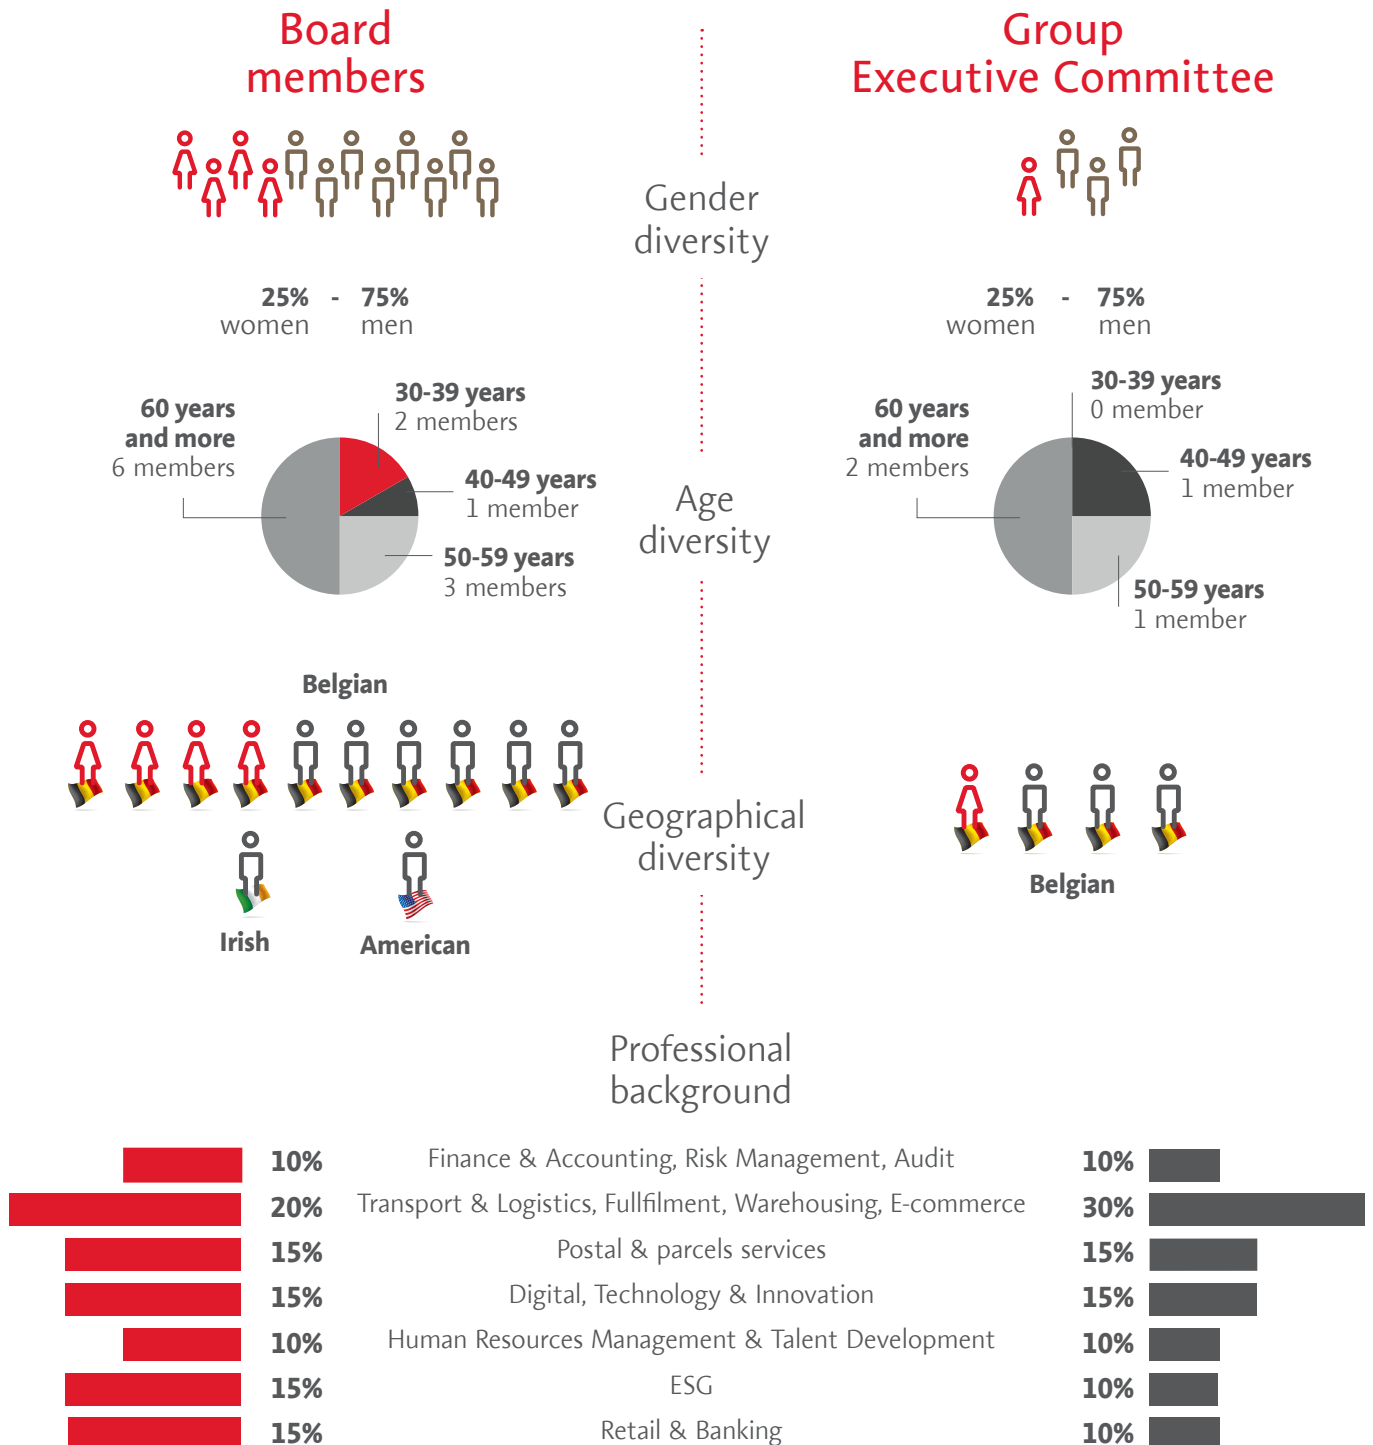 Board
members
Group
Executive Committee
Gender
diversity
25% - 75%
women men
25% - 75%
women men
Age
diversity
60 years
and more
6 members
30-39 years
2 members
40-49 years
1 member
50-59 years
3 members
60 years
and more
2 members
30-39 years
0 member
40-49 years
1 member
50-59 years
1 member
Geographical
diversity
Belgian
Irish
American
Belgian
Professional
background
10% Finance & Accounting, Risk Management, Audit 10%
20% Transport & Logistics, Fullfilment, Warehousing, E-commerce 30%
15% Postal & parcels services 15%
15% Digital, Technology & Innovation 15%
10% Human Resources Management & Talent Development 10%
15% ESG 10%
15% Retail & Banking 10%